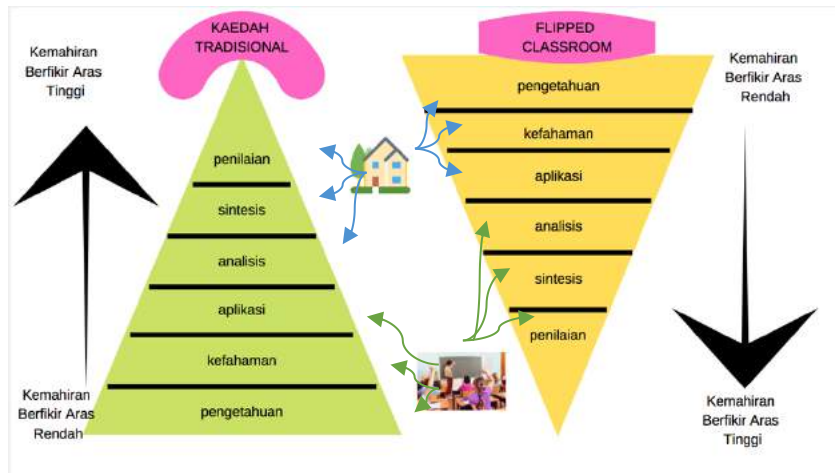 KAEDAH
TRADISIONAL
Kemahiran
Berfikir Aras
Tinggi
penilaian
sintesis
analisis
aplikasi
kefahaman
pengetahuan
Kemahiran
Berfikir Aras
Rendah
FLIPPED
CLASSROOM
Kemahiran
Berfikir Aras
Rendah
pengetahuan
kefahaman
aplikasi
analisis
sintesis
penilaian
Kemahiran
Berfikir Aras
Tinggi